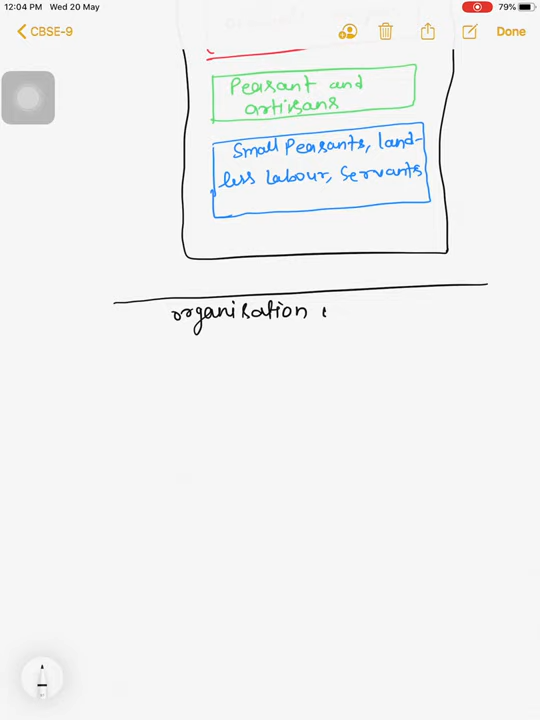 12:04 PM Wed 20 May
79%
CBSE-9
Done
Peasant and
artisans
Small Peasants, land-
less labour, Servants
organisation